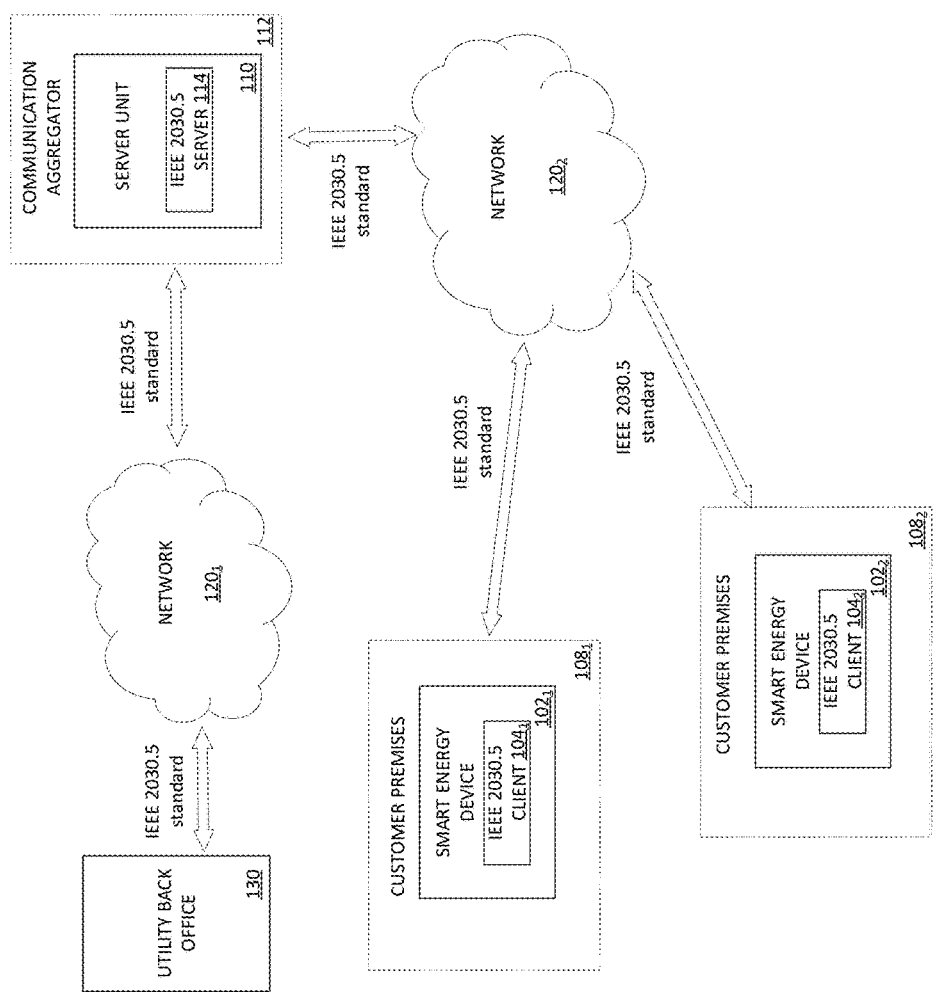 UTILITY BACK
OFFICE
130
IEEE 2030.5
standard
NETWORK
120₁
IEEE 2030.5
standard
COMMUNICATION
AGGREGATOR
SERVER UNIT
IEEE 2030.5
SERVER 114
110
112
IEEE 2030.5
standard
NETWORK
120₂
IEEE 2030.5
standard
IEEE 2030.5
standard
CUSTOMER PREMISES
SMART ENERGY
DEVICE
IEEE 2030.5
CLIENT 104₁
102₁
108₁
CUSTOMER PREMISES
SMART ENERGY
DEVICE
IEEE 2030.5
CLIENT 104₂
102₂
108₂